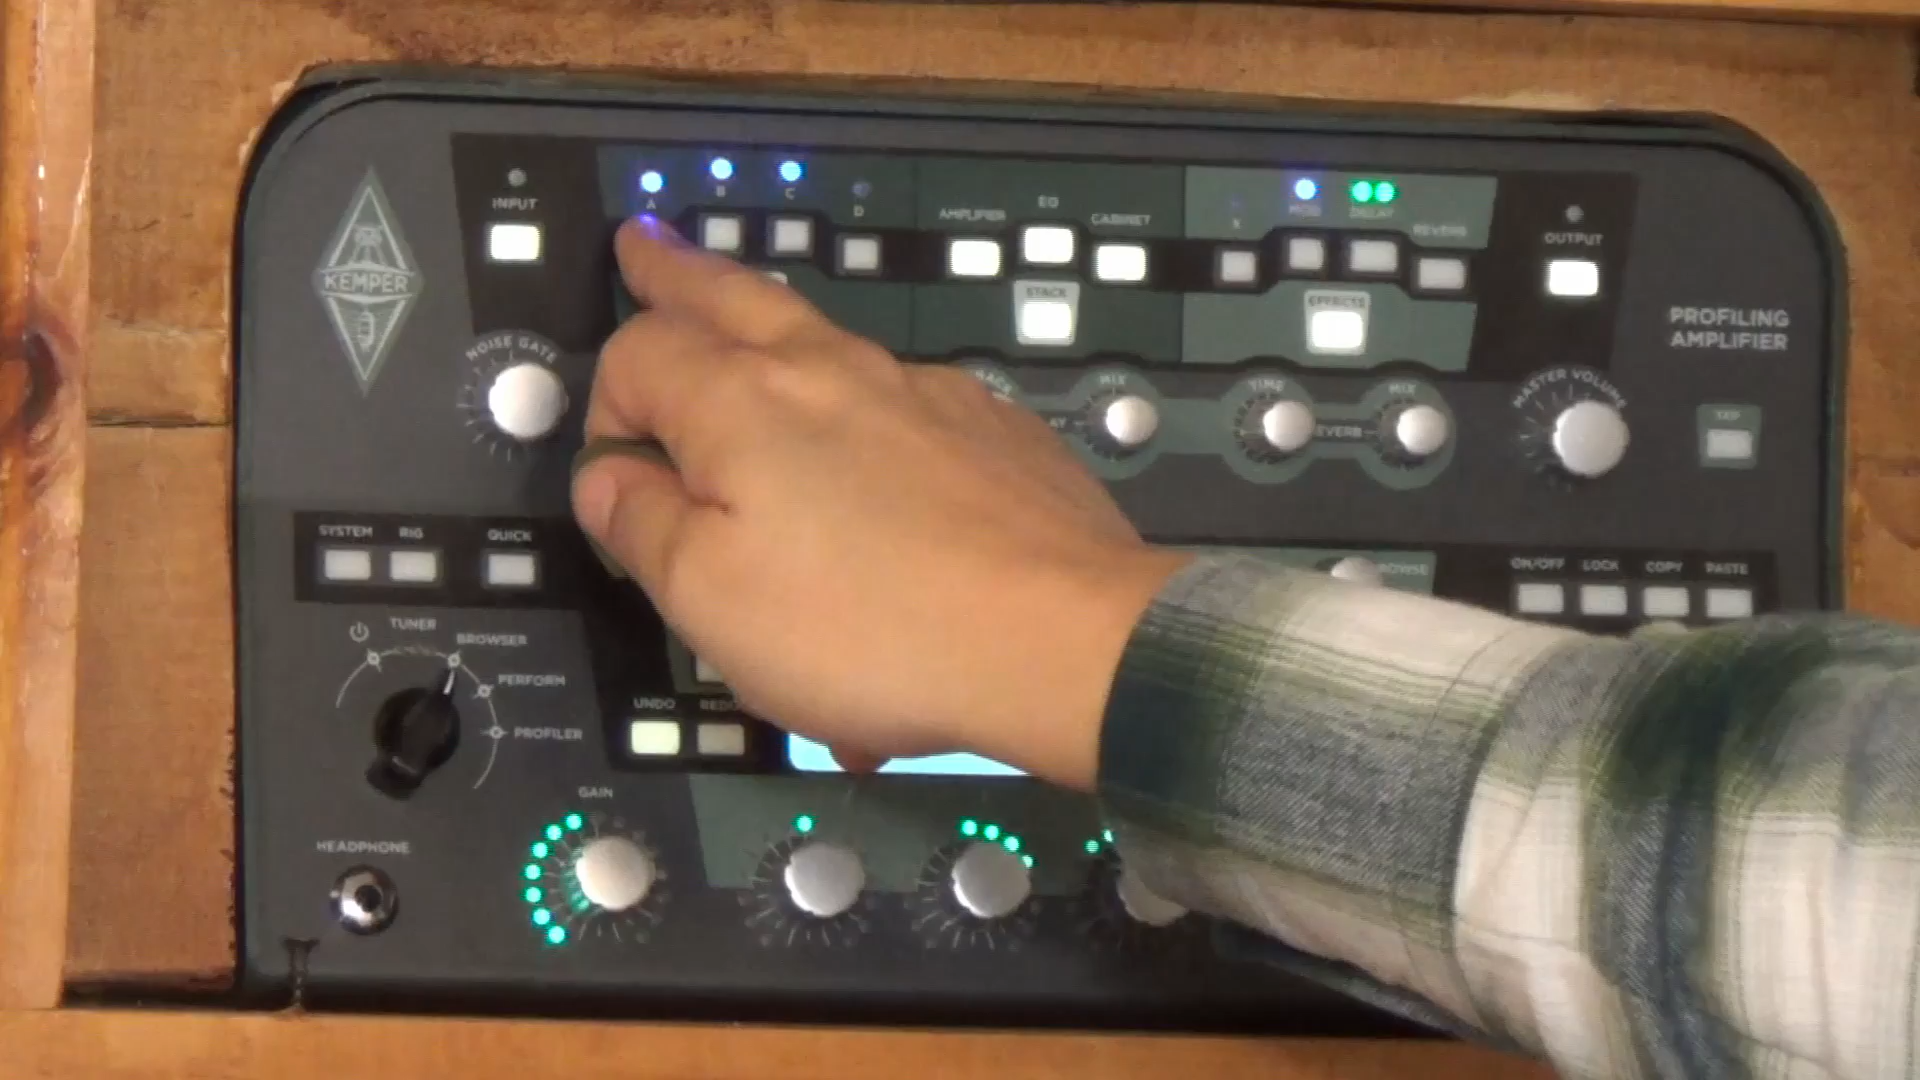 KEMPER
INPUT
A
B
C
D
AMPLIFIER
EQ
CABINET
STACK
X
MOD
DELAY
REVERB
EFFECTS
OUTPUT
PROFILING
AMPLIFIER
NOISE GATE
MIX
TIME
MIX
MASTER VOLUME
TAP
SYSTEM
RIG
QUICK
ON/OFF
LOCK
COPY
PASTE
TUNER
BROWSER
PERFORM
PROFILER
UNDO
GAIN
HEADPHONE